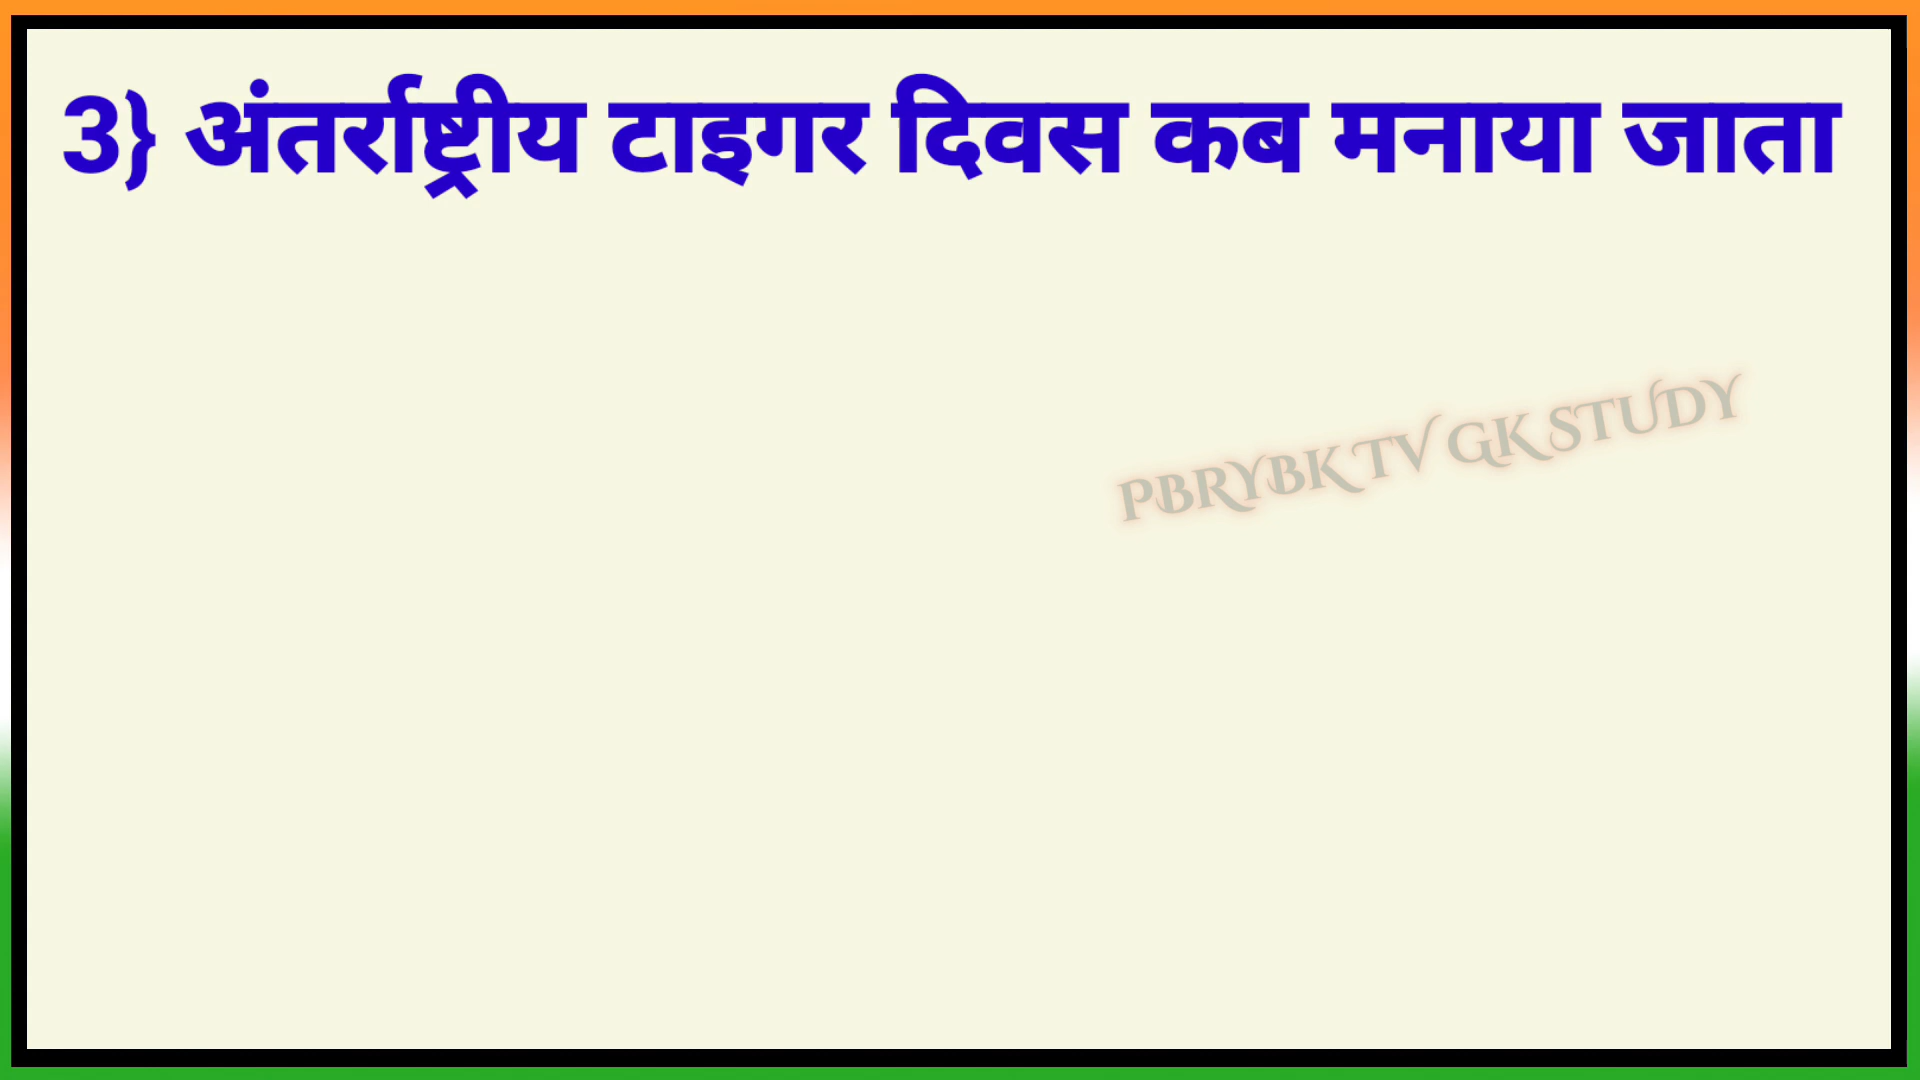 3} अंतर्राष्ट्रीय टाइगर दिवस कब मनाया जाता
PBRYBK TV GK STUDY